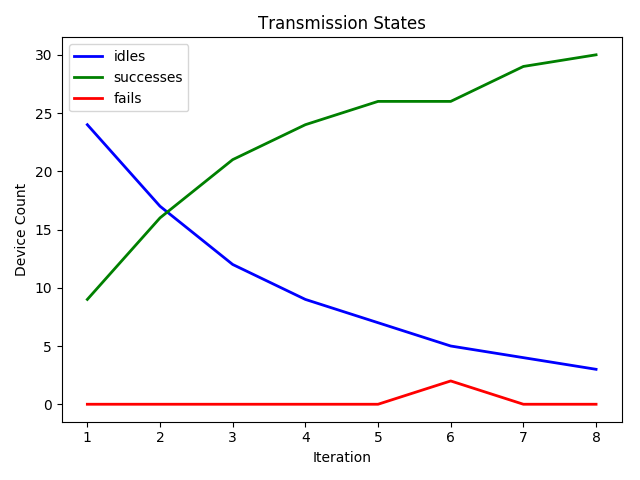 Transmission States
idles
successes
fails
Device Count
30
25
20
15
10
5
0
1 2 3 4 5 6 7 8
Iteration